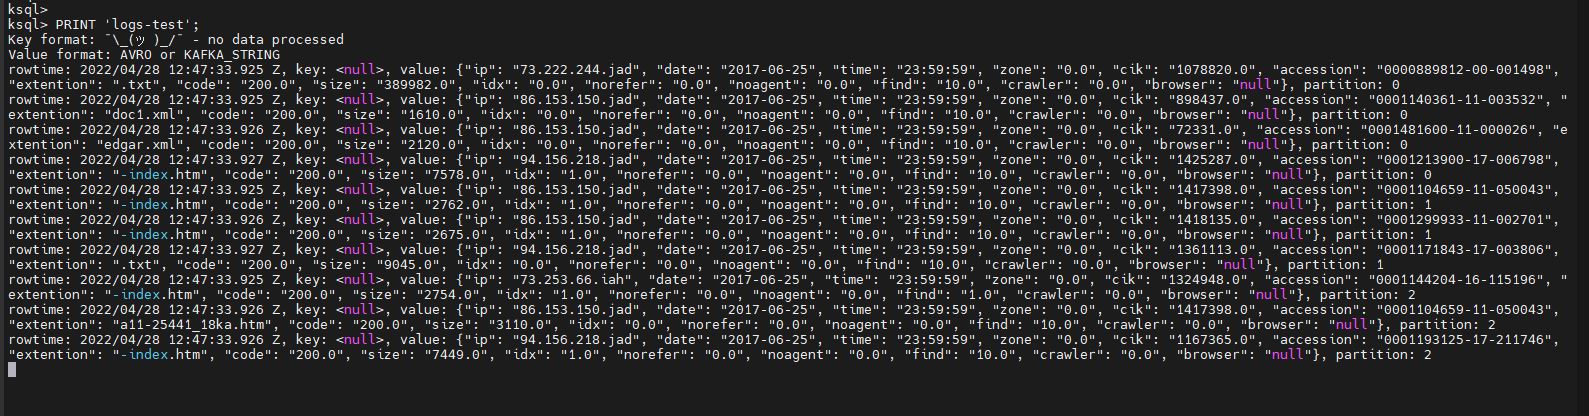 ksql>
ksql> PRINT 'logs-test';
Key format: ¯\_(ツ)_/¯ - no data processed
Value format: AVRO or KAFKA_STRING
rowtime: 2022/04/28 12:47:33.925 Z, key: <null>, value: {"ip": "73.222.244.jad", "date": "2017-06-25", "time": "23:59:59", "zone": "0.0", "cik": "1078820.0", "accession": "0000889812-00-001498",
"extention": ".txt", "code": "200.0", "size": "389982.0", "idx": "0.0", "norefer": "0.0", "noagent": "0.0", "find": "10.0", "crawler": "0.0", "browser": "null"}, partition: 0
rowtime: 2022/04/28 12:47:33.925 Z, key: <null>, value: {"ip": "86.153.150.jad", "date": "2017-06-25", "time": "23:59:59", "zone": "0.0", "cik": "898437.0", "accession": "0001140361-11-003532", "
extention": "doc1.xml", "code": "200.0", "size": "1610.0", "idx": "0.0", "norefer": "0.0", "noagent": "0.0", "find": "10.0", "crawler": "0.0", "browser": "null"}, partition: 0
rowtime: 2022/04/28 12:47:33.926 Z, key: <null>, value: {"ip": "86.153.150.jad", "date": "2017-06-25", "time": "23:59:59", "zone": "0.0", "cik": "72331.0", "accession": "0001481600-11-000026", "e
xtention": "edgar.xml", "code": "200.0", "size": "2120.0", "idx": "0.0", "norefer": "0.0", "noagent": "0.0", "find": "10.0", "crawler": "0.0", "browser": "null"}, partition: 0
rowtime: 2022/04/28 12:47:33.927 Z, key: <null>, value: {"ip": "94.156.218.jad", "date": "2017-06-25", "time": "23:59:59", "zone": "0.0", "cik": "1425287.0", "accession": "0001213900-17-006798",
"extention": "-index.htm", "code": "200.0", "size": "7578.0", "idx": "1.0", "norefer": "0.0", "noagent": "0.0", "find": "10.0", "crawler": "0.0", "browser": "null"}, partition: 0
rowtime: 2022/04/28 12:47:33.925 Z, key: <null>, value: {"ip": "86.153.150.jad", "date": "2017-06-25", "time": "23:59:59", "zone": "0.0", "cik": "1417398.0", "accession": "0001104659-11-050043",
"extention": "-index.htm", "code": "200.0", "size": "2762.0", "idx": "1.0", "norefer": "0.0", "noagent": "0.0", "find": "10.0", "crawler": "0.0", "browser": "null"}, partition: 1
rowtime: 2022/04/28 12:47:33.926 Z, key: <null>, value: {"ip": "86.153.150.jad", "date": "2017-06-25", "time": "23:59:59", "zone": "0.0", "cik": "1418135.0", "accession": "0001299933-11-002701",
"extention": "-index.htm", "code": "200.0", "size": "2675.0", "idx": "1.0", "norefer": "0.0", "noagent": "0.0", "find": "10.0", "crawler": "0.0", "browser": "null"}, partition: 1
rowtime: 2022/04/28 12:47:33.927 Z, key: <null>, value: {"ip": "94.156.218.jad", "date": "2017-06-25", "time": "23:59:59", "zone": "0.0", "cik": "1361113.0", "accession": "0001171843-17-003806",
"extention": ".txt", "code": "200.0", "size": "9045.0", "idx": "0.0", "norefer": "0.0", "noagent": "0.0", "find": "10.0", "crawler": "0.0", "browser": "null"}, partition: 1
rowtime: 2022/04/28 12:47:33.925 Z, key: <null>, value: {"ip": "73.253.66.iah", "date": "2017-06-25", "time": "23:59:59", "zone": "0.0", "cik": "1324948.0", "accession": "0001144204-16-115196", "
extention": "-index.htm", "code": "200.0", "size": "2754.0", "idx": "1.0", "norefer": "0.0", "noagent": "0.0", "find": "1.0", "crawler": "0.0", "browser": "null"}, partition: 2
rowtime: 2022/04/28 12:47:33.926 Z, key: <null>, value: {"ip": "86.153.150.jad", "date": "2017-06-25", "time": "23:59:59", "zone": "0.0", "cik": "1417398.0", "accession": "0001104659-11-050043",
"extention": "a11-25441_18ka.htm", "code": "200.0", "size": "3110.0", "idx": "0.0", "norefer": "0.0", "noagent": "0.0", "find": "10.0", "crawler": "0.0", "browser": "null"}, partition: 2
rowtime: 2022/04/28 12:47:33.926 Z, key: <null>, value: {"ip": "94.156.218.jad", "date": "2017-06-25", "time": "23:59:59", "zone": "0.0", "cik": "1167365.0", "accession": "0001193125-17-211746",
"extention": "-index.htm", "code": "200.0", "size": "7449.0", "idx": "1.0", "norefer": "0.0", "noagent": "0.0", "find": "10.0", "crawler": "0.0", "browser": "null"}, partition: 2